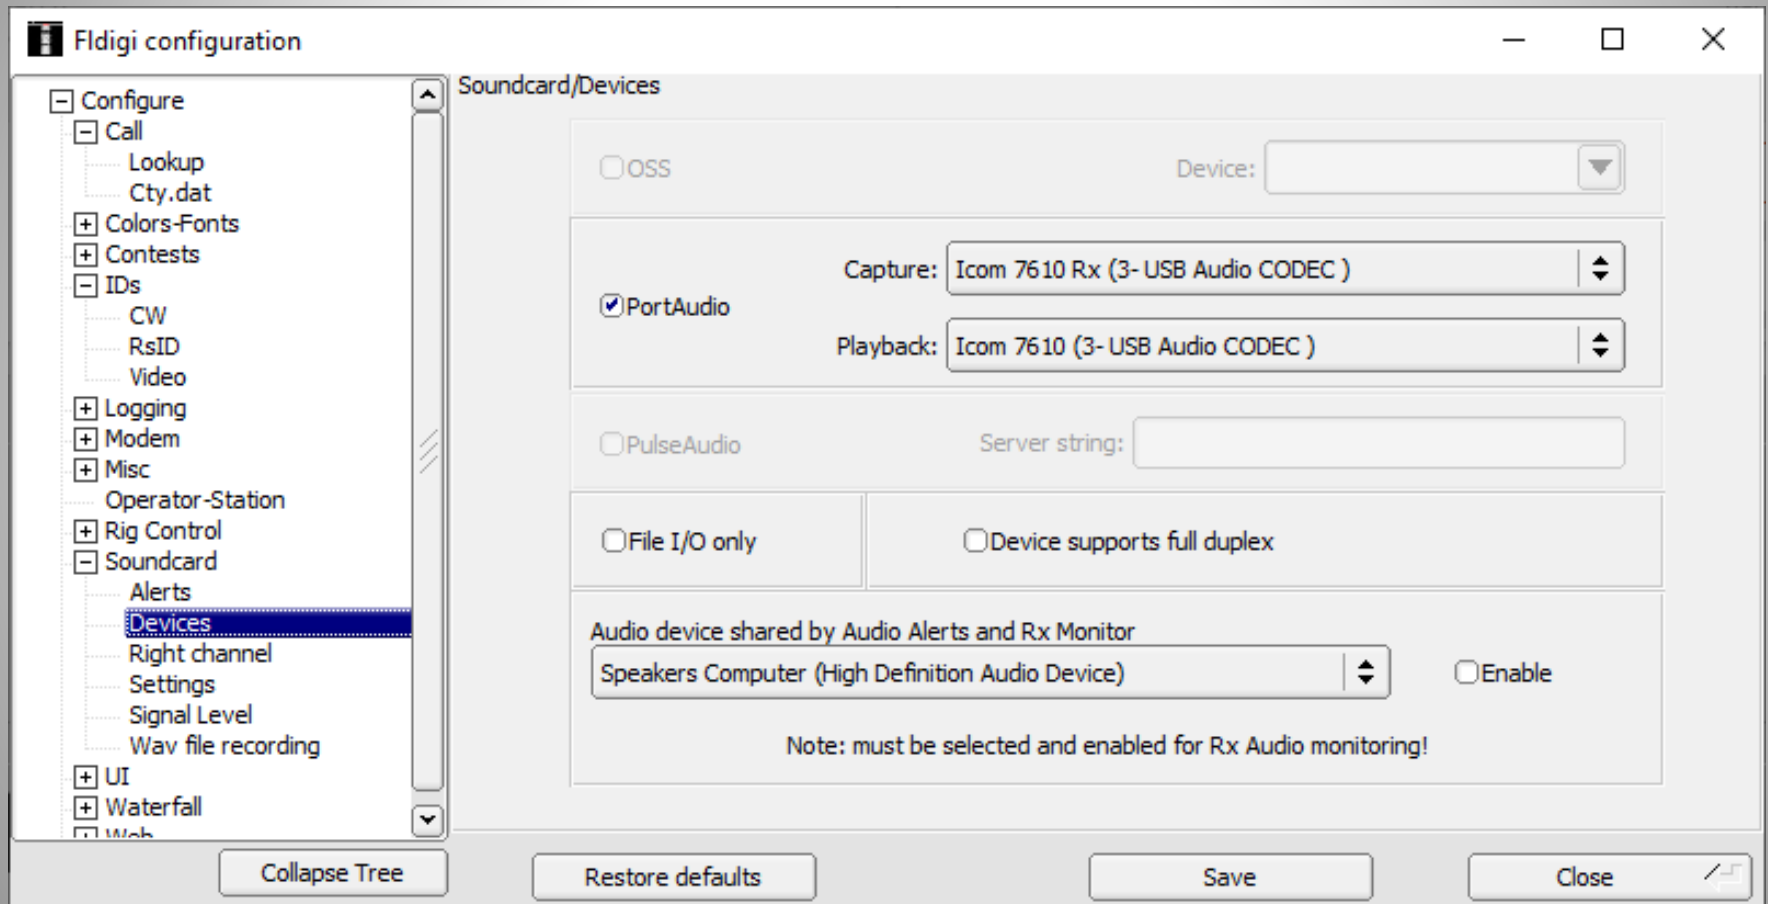 Fldigi configuration
Configure
Call
Lookup
Cty.dat
Colors-Fonts
Contests
IDs
CW
RsID
Video
Logging
Modem
Misc
Operator-Station
Rig Control
Soundcard
Alerts
Devices
Right channel
Settings
Signal Level
Wav file recording
UI
Waterfall
Web
Collapse Tree
Soundcard/Devices
OSS Device:
Capture: Icom 7610 Rx (3- USB Audio CODEC )
PortAudio
Playback: Icom 7610 (3- USB Audio CODEC )
PulseAudio Server string:
File I/O only Device supports full duplex
Audio device shared by Audio Alerts and Rx Monitor
Speakers Computer (High Definition Audio Device) Enable
Note: must be selected and enabled for Rx Audio monitoring!
Restore defaults Save Close